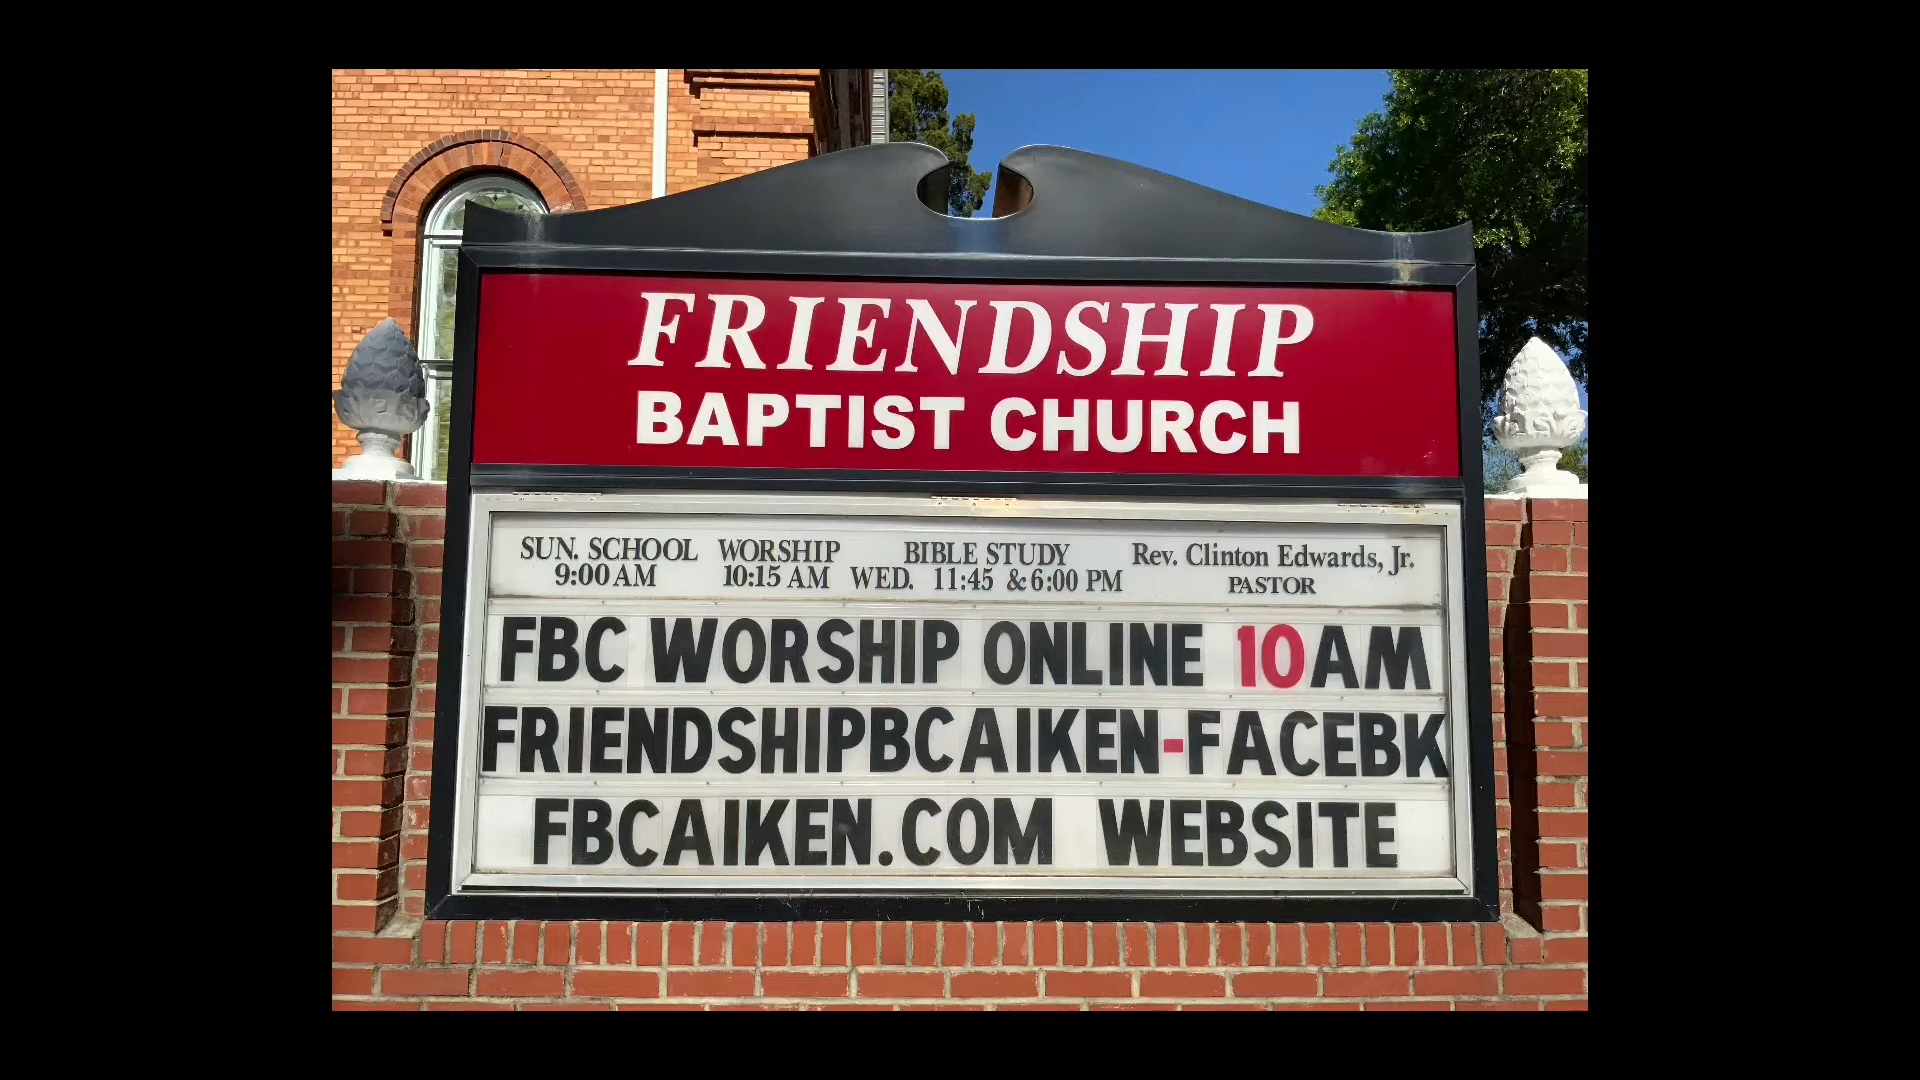 FRIENDSHIP
BAPTIST CHURCH
SUN. SCHOOL WORSHIP BIBLE STUDY Rev. Clinton Edwards, Jr.
9:00 AM 10:15 AM WED. 11:45 & 6:00 PM PASTOR
FBC WORSHIP ONLINE 10AM
FRIENDSHIPBCAIKEN-FACEBK
FBCAIKEN.COM WEBSITE